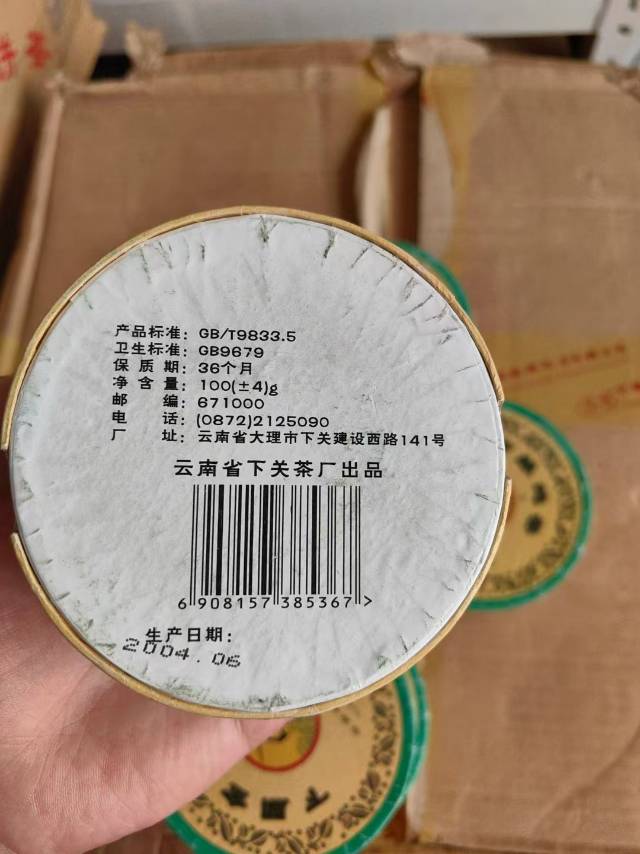 产品标准: GB/T9833.5
卫生标准: GB9679
保质期: 36个月
净含量: 100(±4)g
邮编: 671000
电话: (0872)2125090
厂址: 云南省大理市下关建设西路141号
云南省下关茶厂出品
6 908157 385367 >
生产日期:
2004.06